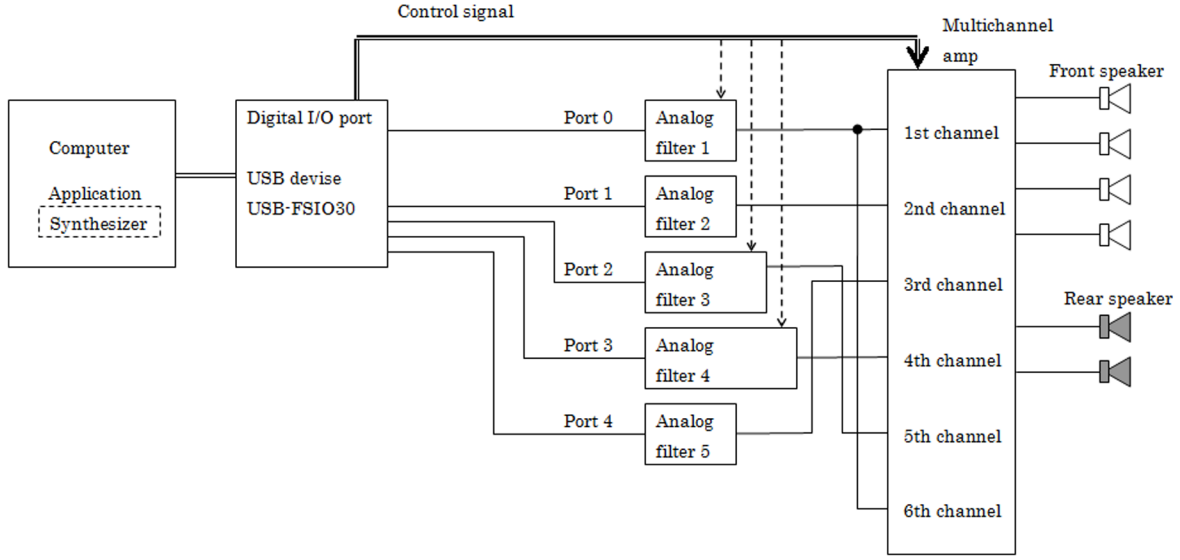 Control signal
Multichannel
amp
Front speaker
Digital I/O port
Port 0
Analog
filter 1
1st channel
Computer
USB devise
USB-FSIO30
Application
Synthesizer
Port 1
Analog
filter 2
2nd channel
Port 2
Analog
filter 3
3rd channel
Rear speaker
Port 3
Analog
filter 4
4th channel
Port 4
Analog
filter 5
5th channel
6th channel